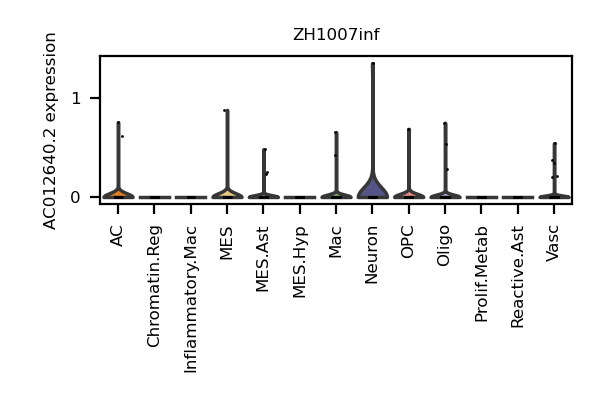 ZH1007inf
AC012640.2 expression
1
0
AC
Chromatin.Reg
Inflammatory.Mac
MES
MES.Ast
MES.Hyp
Mac
Neuron
OPC
Oligo
Prolif.Metab
Reactive.Ast
Vasc